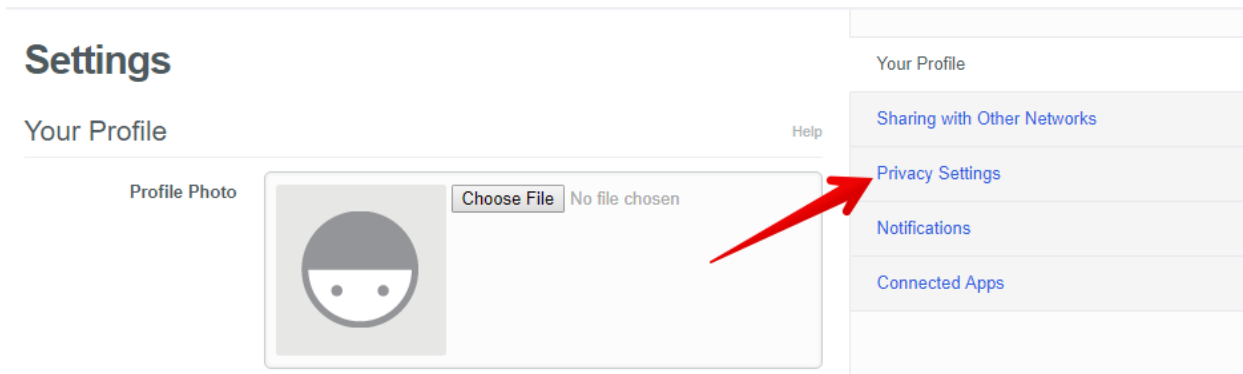 Settings
Your Profile
Help
Profile Photo
Choose File No file chosen
Your Profile
Sharing with Other Networks
Privacy Settings
Notifications
Connected Apps